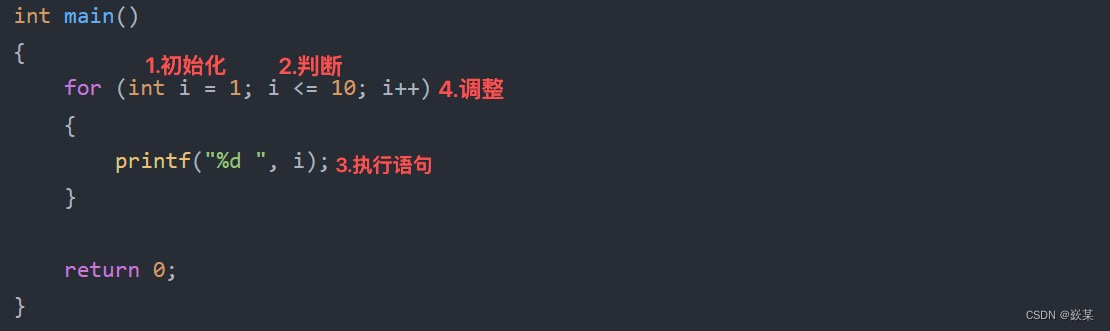 int main()
{
1.初始化 2.判断
for (int i = 1; i <= 10; i++) 4.调整
{
printf("%d ", i); 3.执行语句
}
return 0;
}
CSDN @嶔某